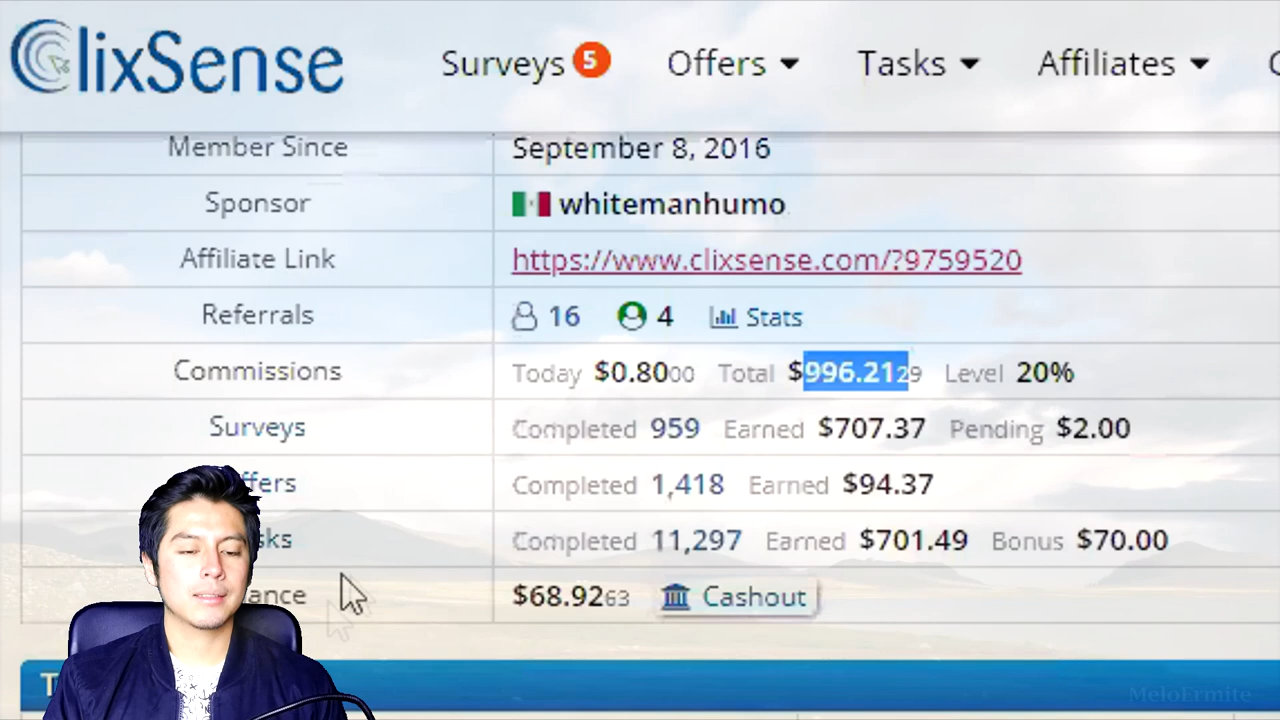 ClixSense Surveys 5 Offers Tasks Affiliates
Member Since September 8, 2016
Sponsor whitemanhumo
Affiliate Link https://www.clixsense.com/?9759520
Referrals 16 4 Stats
Commissions Today $0.8000 Total $996.2129 Level 20%
Surveys Completed 959 Earned $707.37 Pending $2.00
ffers Completed 1,418 Earned $94.37
sks Completed 11,297 Earned $701.49 Bonus $70.00
ance $68.9263 Cashout
T
MeloErmite